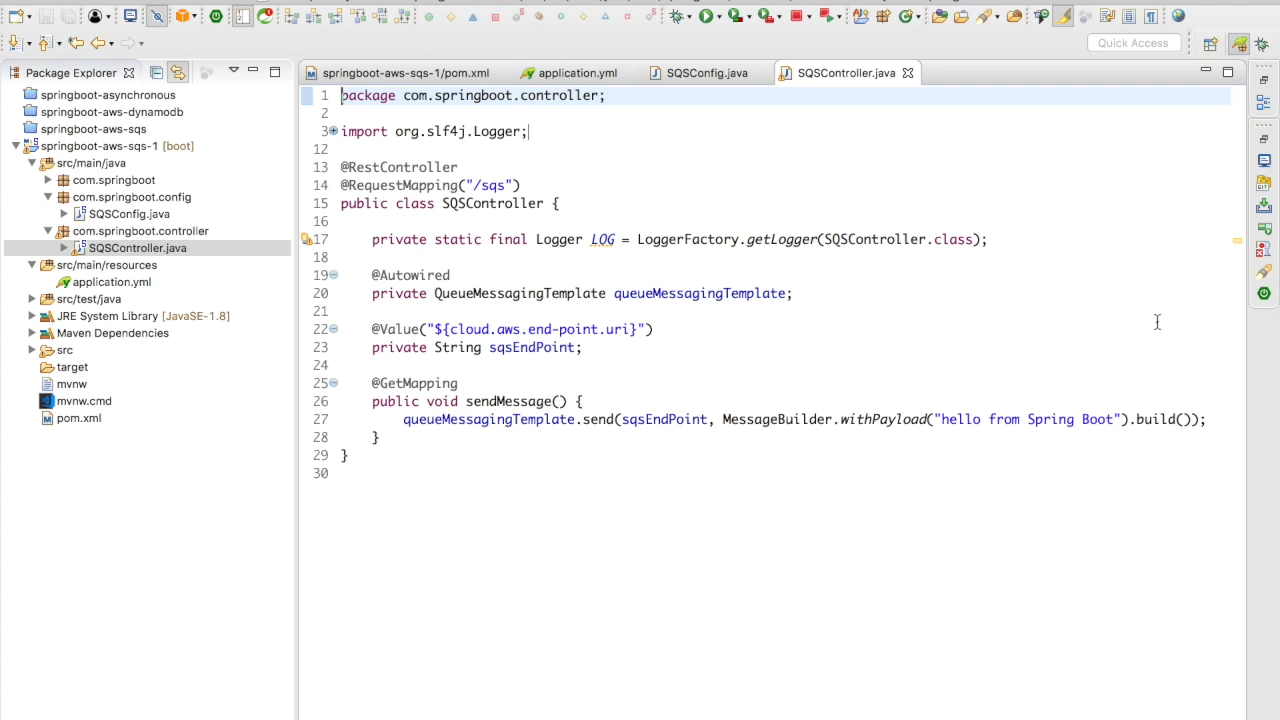 Quick Access
Package Explorer
springboot-asynchronous
springboot-aws-dynamodb
springboot-aws-sqs
springboot-aws-sqs-1 [boot]
src/main/java
com.springboot
com.springboot.config
SQSConfig.java
com.springboot.controller
SQSController.java
src/main/resources
application.yml
src/test/java
JRE System Library [JavaSE-1.8]
Maven Dependencies
src
target
mvnw
mvnw.cmd
pom.xml
springboot-aws-sqs-1/pom.xml
application.yml
SQSConfig.java
SQSController.java
1 package com.springboot.controller;
2
3 import org.slf4j.Logger;
12
13 @RestController
14 @RequestMapping("/sqs")
15 public class SQSController {
16
17 private static final Logger LOG = LoggerFactory.getLogger(SQSController.class);
18
19 @Autowired
20 private QueueMessagingTemplate queueMessagingTemplate;
21
22 @Value("${cloud.aws.end-point.uri}")
23 private String sqsEndPoint;
24
25 @GetMapping
26 public void sendMessage() {
27 queueMessagingTemplate.send(sqsEndPoint, MessageBuilder.withPayload("hello from Spring Boot").build());
28 }
29 }
30